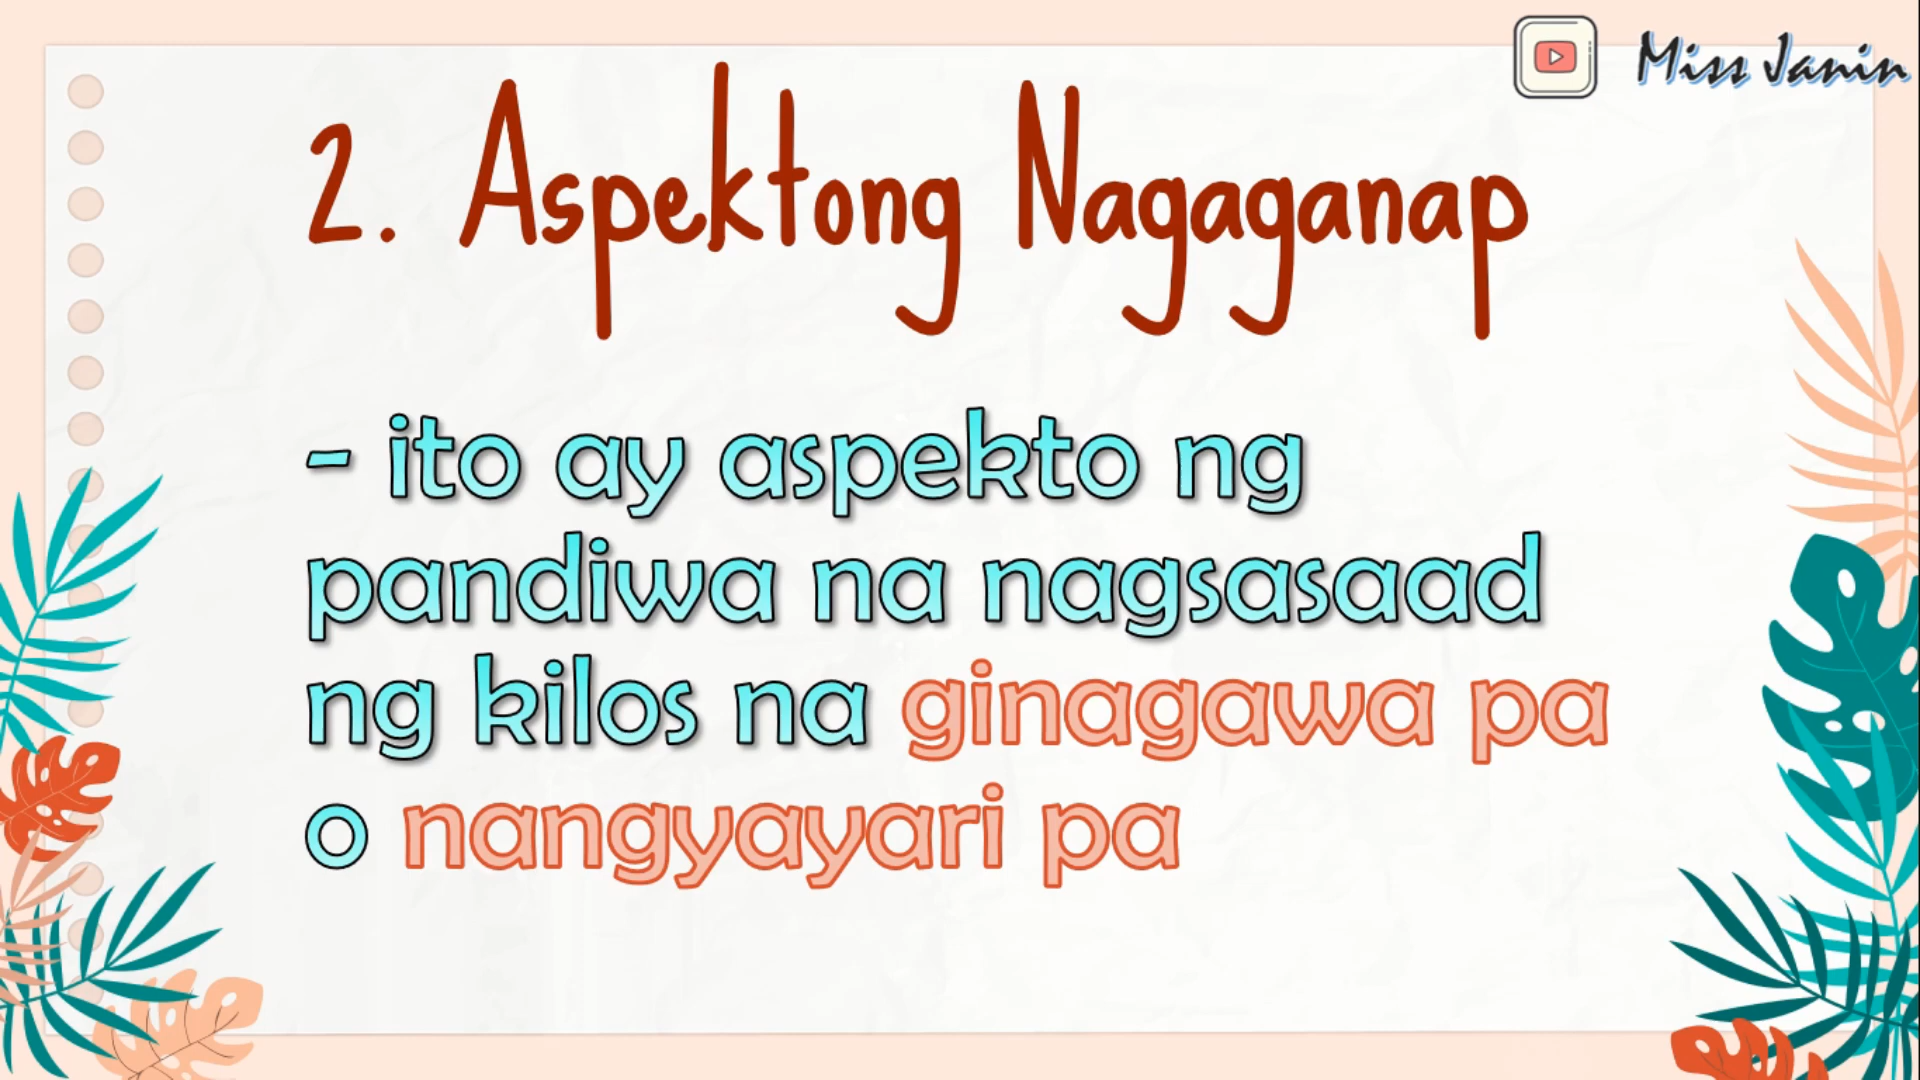 Miss Janin
2. Aspektong Nagaganap
- ito ay aspekto ng
pandiwa na nagsasaad
ng kilos na ginagawa pa
o nangyayari pa